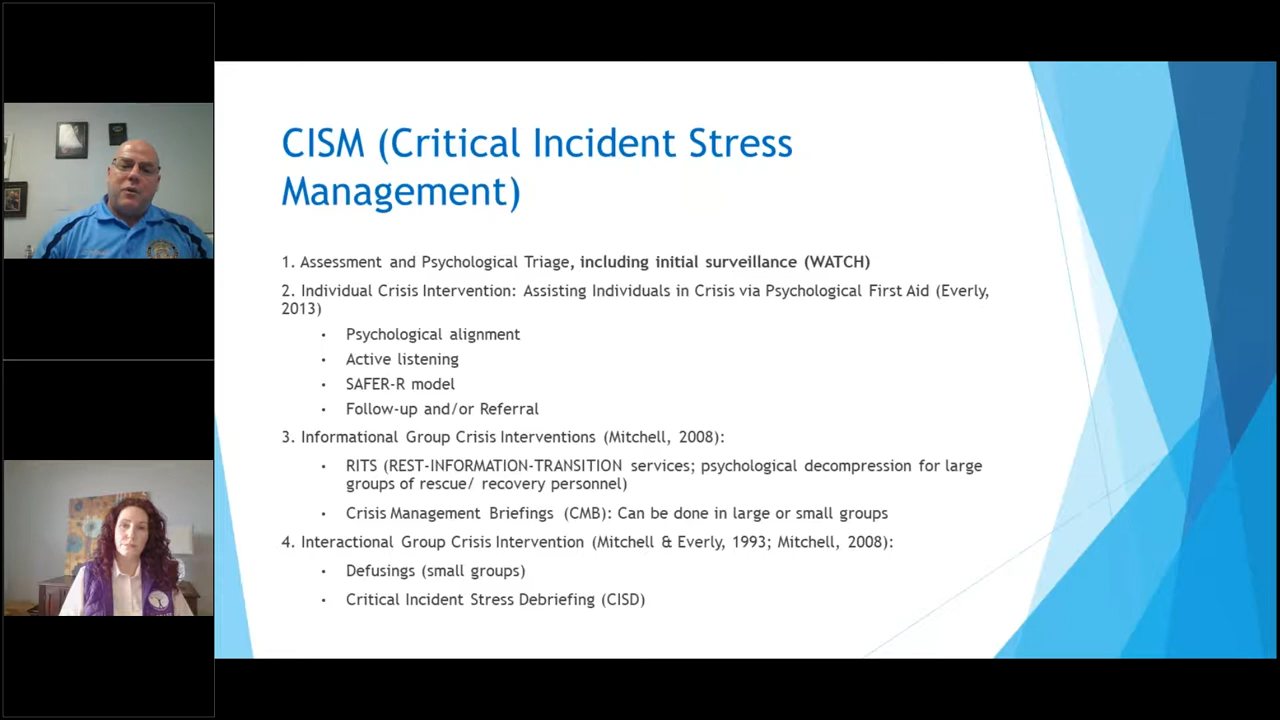 CISM (Critical Incident Stress
Management)
1. Assessment and Psychological Triage, including initial surveillance (WATCH)
2. Individual Crisis Intervention: Assisting Individuals in Crisis via Psychological First Aid (Everly,
2013)
• Psychological alignment
• Active listening
• SAFER-R model
• Follow-up and/or Referral
3. Informational Group Crisis Interventions (Mitchell, 2008):
• RITS (REST-INFORMATION-TRANSITION services; psychological decompression for large
groups of rescue/ recovery personnel)
• Crisis Management Briefings (CMB): Can be done in large or small groups
4. Interactional Group Crisis Intervention (Mitchell & Everly, 1993; Mitchell, 2008):
• Defusings (small groups)
• Critical Incident Stress Debriefing (CISD)